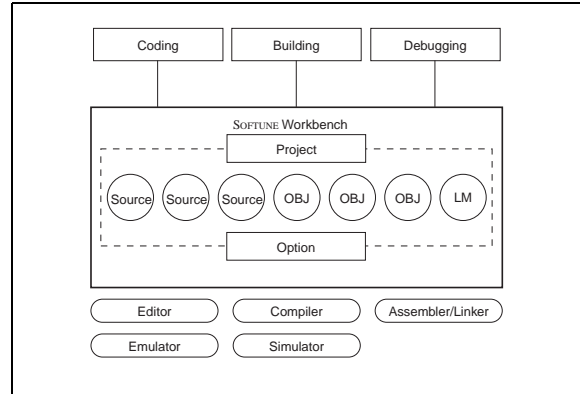 Coding Building Debugging
SOFTUNE Workbench
Project
Source Source Source OBJ OBJ OBJ LM
Option
Editor Compiler Assembler/Linker
Emulator Simulator